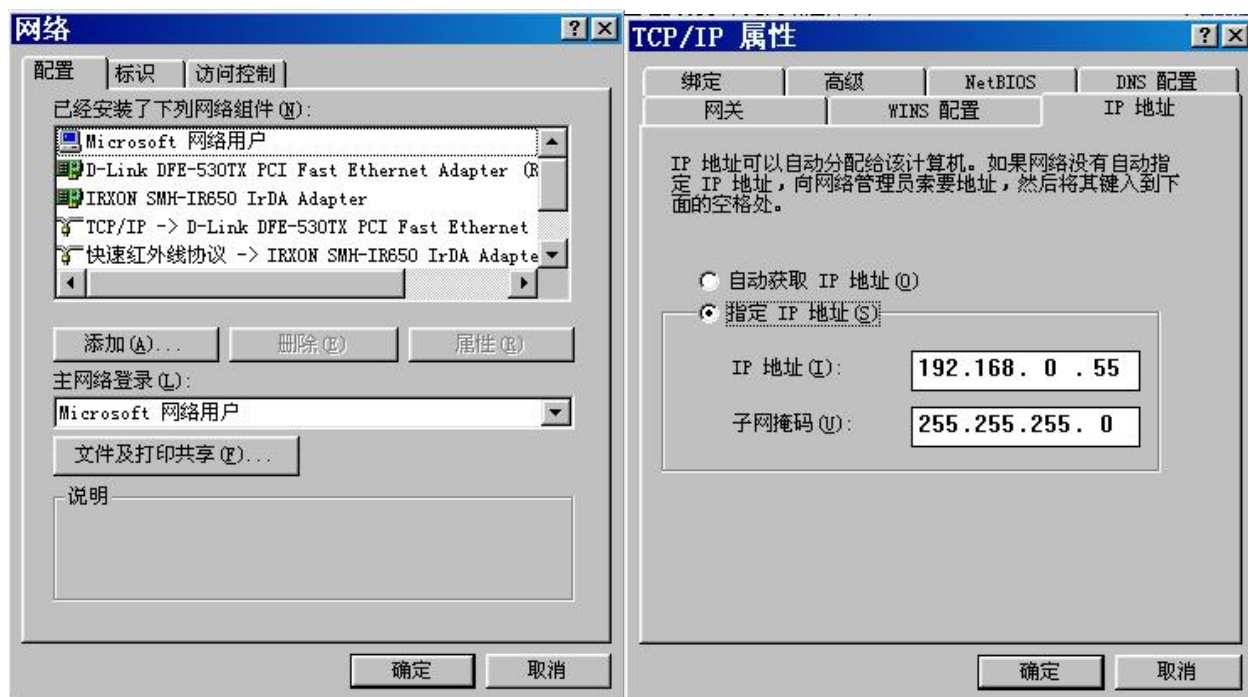 网络
配置 标识 访问控制
已经安装了下列网络组件(N):
Microsoft 网络用户
D-Link DFE-530TX PCI Fast Ethernet Adapter (R
IRXON SMH-IR650 IrDA Adapter
TCP/IP -> D-Link DFE-530TX PCI Fast Ethernet
快速红外线协议 -> IRXON SMH-IR650 IrDA Adapte
添加(A)... 删除(E) 属性(R)
主网络登录(L):
Microsoft 网络用户
文件及打印共享(F)...
说明
确定 取消
TCP/IP 属性
绑定 高级 NetBIOS DNS 配置
网关 WINS 配置 IP 地址
IP 地址可以自动分配给该计算机。如果网络没有自动指
定 IP 地址，向网络管理员索要地址，然后将其键入到下
面的空格处。
自动获取 IP 地址(O)
指定 IP 地址(S)
IP 地址(I): 192.168. 0 .55
子网掩码(U): 255.255.255. 0
确定 取消